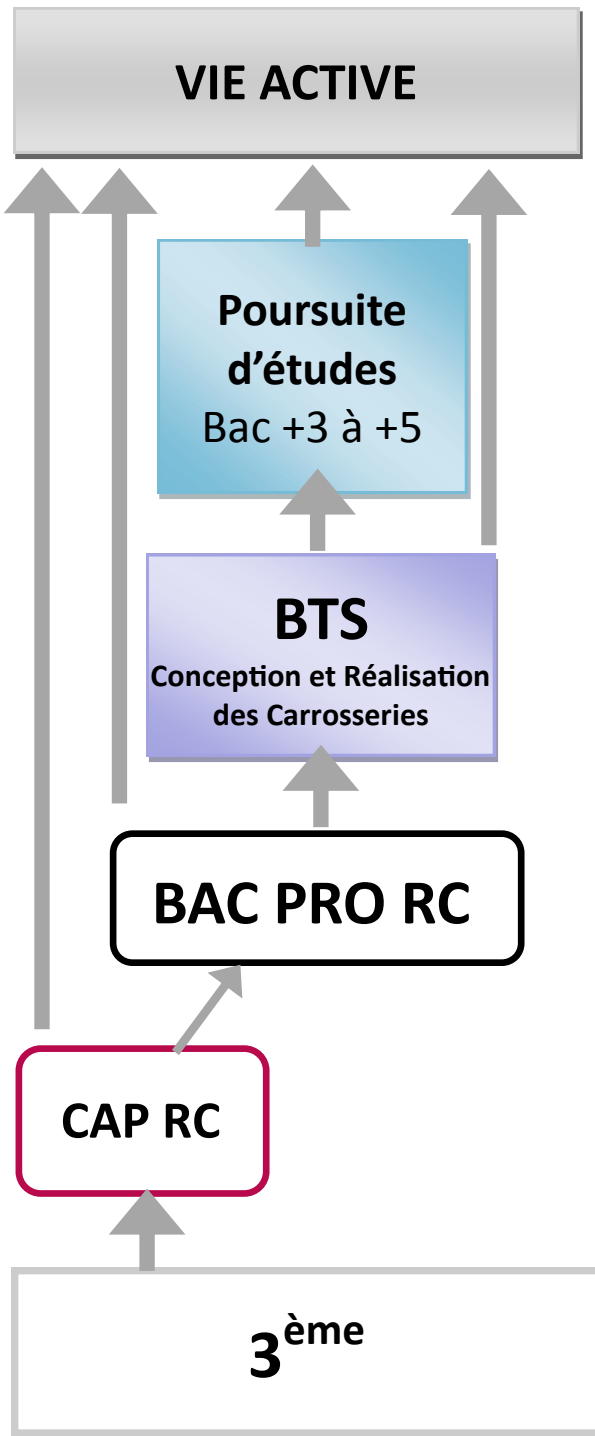 VIE ACTIVE
Poursuite
d’études
Bac +3 à +5
BTS
Conception et Réalisation
des Carrosseries
BAC PRO RC
CAP RC
3ème